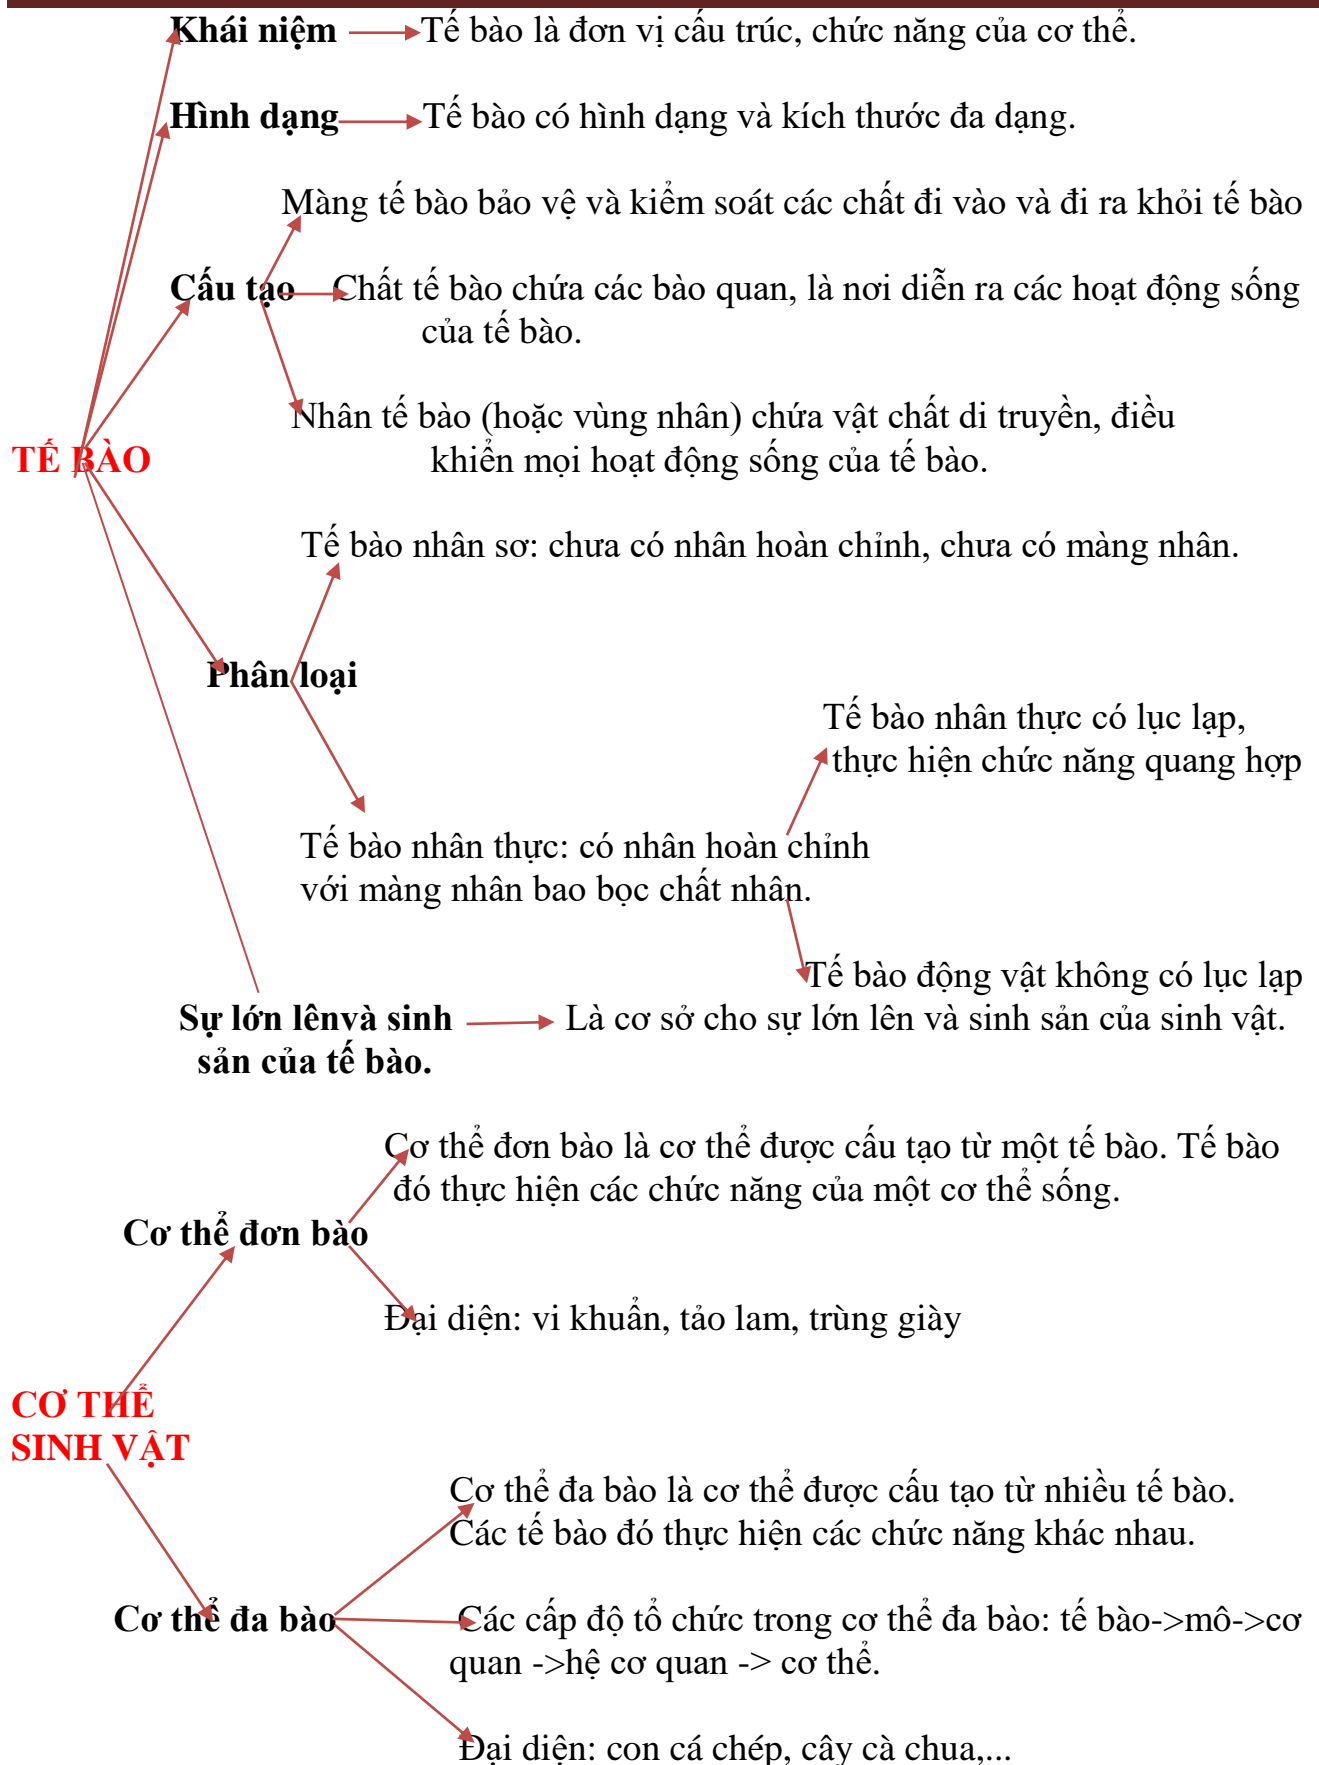 Khái niệm Tế bào là đơn vị cấu trúc, chức năng của cơ thể.
Hình dạng Tế bào có hình dạng và kích thước đa dạng.
Màng tế bào bảo vệ và kiểm soát các chất đi vào và đi ra khỏi tế bào
Cấu tạo Chất tế bào chứa các bào quan, là nơi diễn ra các hoạt động sống
của tế bào.
Nhân tế bào (hoặc vùng nhân) chứa vật chất di truyền, điều
TẾ BÀO khiển mọi hoạt động sống của tế bào.
Tế bào nhân sơ: chưa có nhân hoàn chỉnh, chưa có màng nhân.
Phân loại
Tế bào nhân thực có lục lạp,
thực hiện chức năng quang hợp
Tế bào nhân thực: có nhân hoàn chỉnh
với màng nhân bao bọc chất nhân.
Tế bào động vật không có lục lạp
Sự lớn lênvà sinh Là cơ sở cho sự lớn lên và sinh sản của sinh vật.
sản của tế bào.
Cơ thể đơn bào là cơ thể được cấu tạo từ một tế bào. Tế bào
đó thực hiện các chức năng của một cơ thể sống.
Cơ thể đơn bào
Đại diện: vi khuẩn, tảo lam, trùng giày
CƠ THỂ
SINH VẬT
Cơ thể đa bào là cơ thể được cấu tạo từ nhiều tế bào.
Các tế bào đó thực hiện các chức năng khác nhau.
Cơ thể đa bào Các cấp độ tổ chức trong cơ thể đa bào: tế bào->mô->cơ
quan ->hệ cơ quan -> cơ thể.
Đại diện: con cá chép, cây cà chua,...